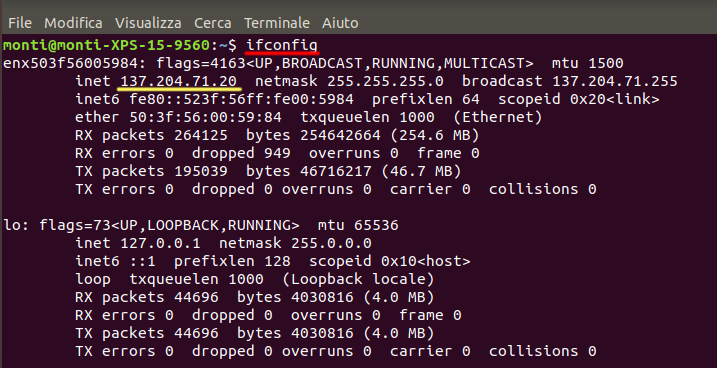 File Modifica Visualizza Cerca Terminale Aiuto
monti@monti-XPS-15-9560:~$ ifconfig
enx503f56005984: flags=4163<UP,BROADCAST,RUNNING,MULTICAST>  mtu 1500
        inet 137.204.71.20  netmask 255.255.255.0  broadcast 137.204.71.255
        inet6 fe80::523f:56ff:fe00:5984  prefixlen 64  scopeid 0x20<link>
        ether 50:3f:56:00:59:84  txqueuelen 1000  (Ethernet)
        RX packets 264125  bytes 254642664 (254.6 MB)
        RX errors 0  dropped 949  overruns 0  frame 0
        TX packets 195039  bytes 46716217 (46.7 MB)
        TX errors 0  dropped 0 overruns 0  carrier 0  collisions 0

lo: flags=73<UP,LOOPBACK,RUNNING>  mtu 65536
        inet 127.0.0.1  netmask 255.0.0.0
        inet6 ::1  prefixlen 128  scopeid 0x10<host>
        loop  txqueuelen 1000  (Loopback locale)
        RX packets 44696  bytes 4030816 (4.0 MB)
        RX errors 0  dropped 0  overruns 0  frame 0
        TX packets 44696  bytes 4030816 (4.0 MB)
        TX errors 0  dropped 0 overruns 0  carrier 0  collisions 0